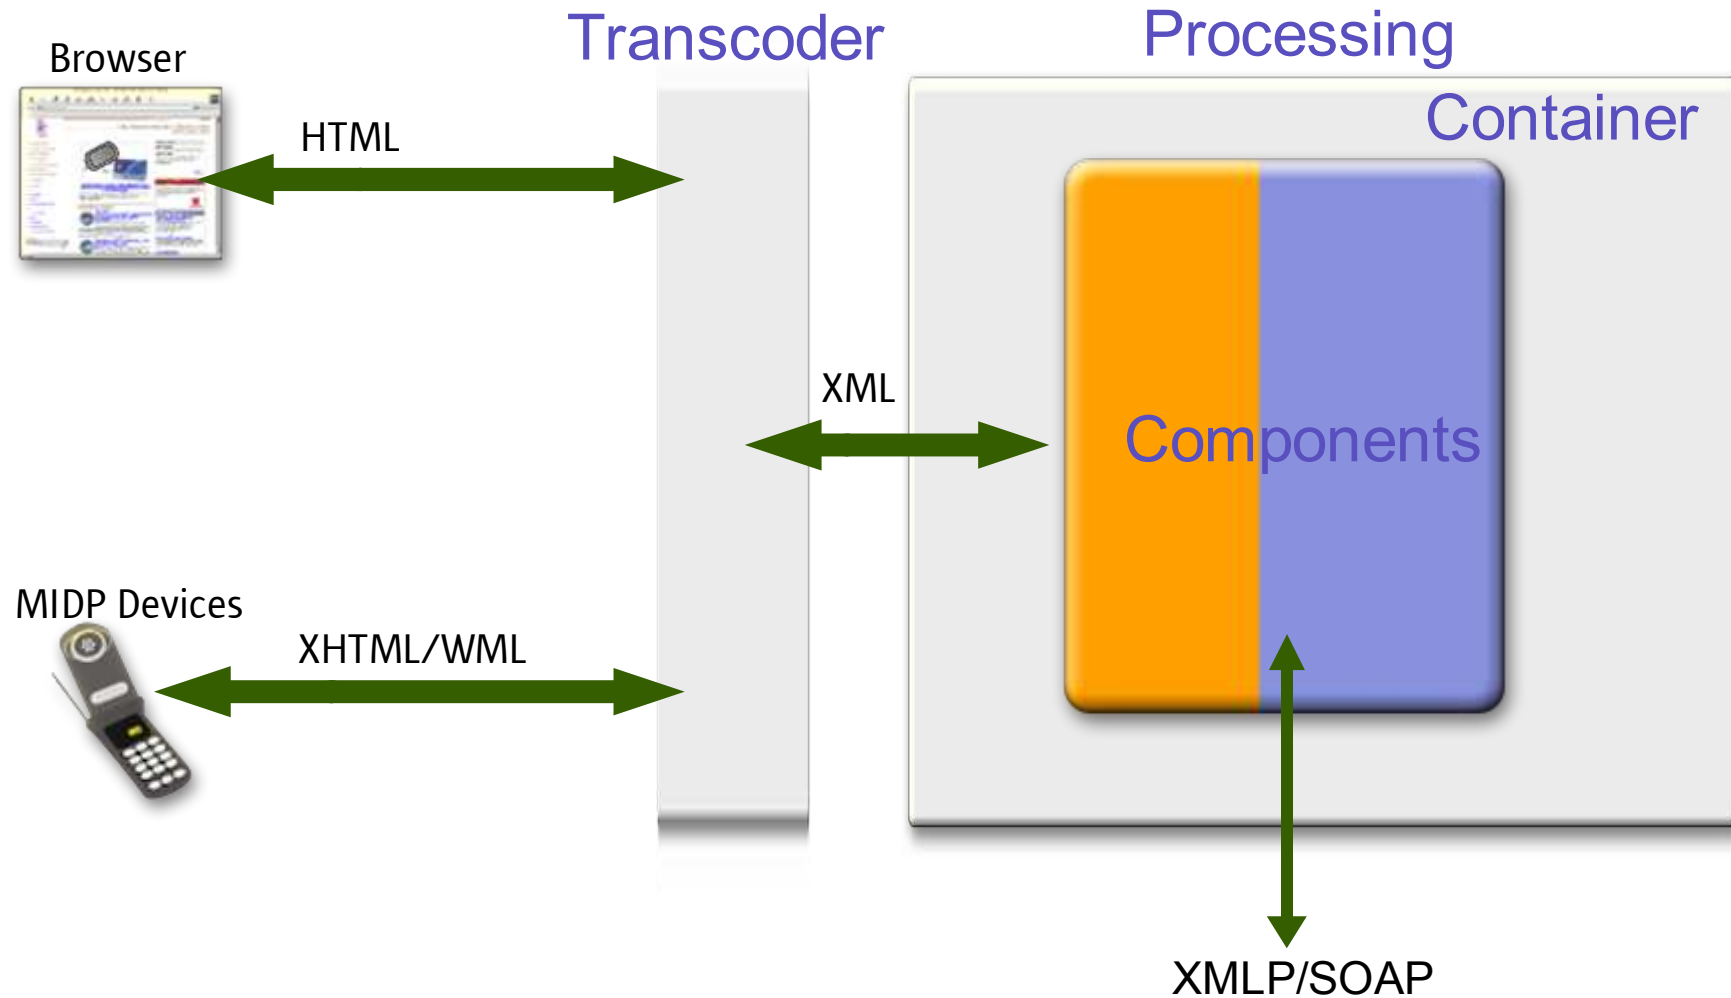 Transcoder
Processing
Browser
Container
HTML
XML
Components
MIDP Devices
XHTML/WML
XMLP/SOAP